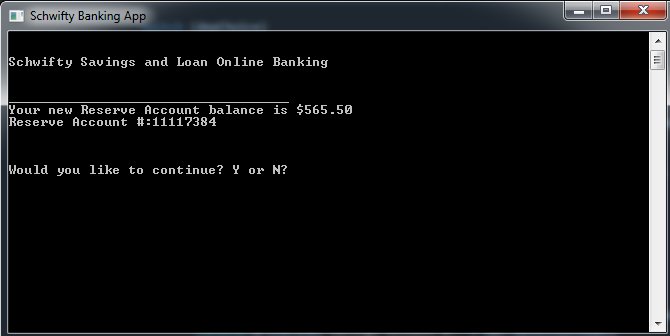 Schwifty Banking App
Schwifty Savings and Loan Online Banking
Your new Reserve Account balance is $565.50
Reserve Account #:11117384
Would you like to continue? Y or N?